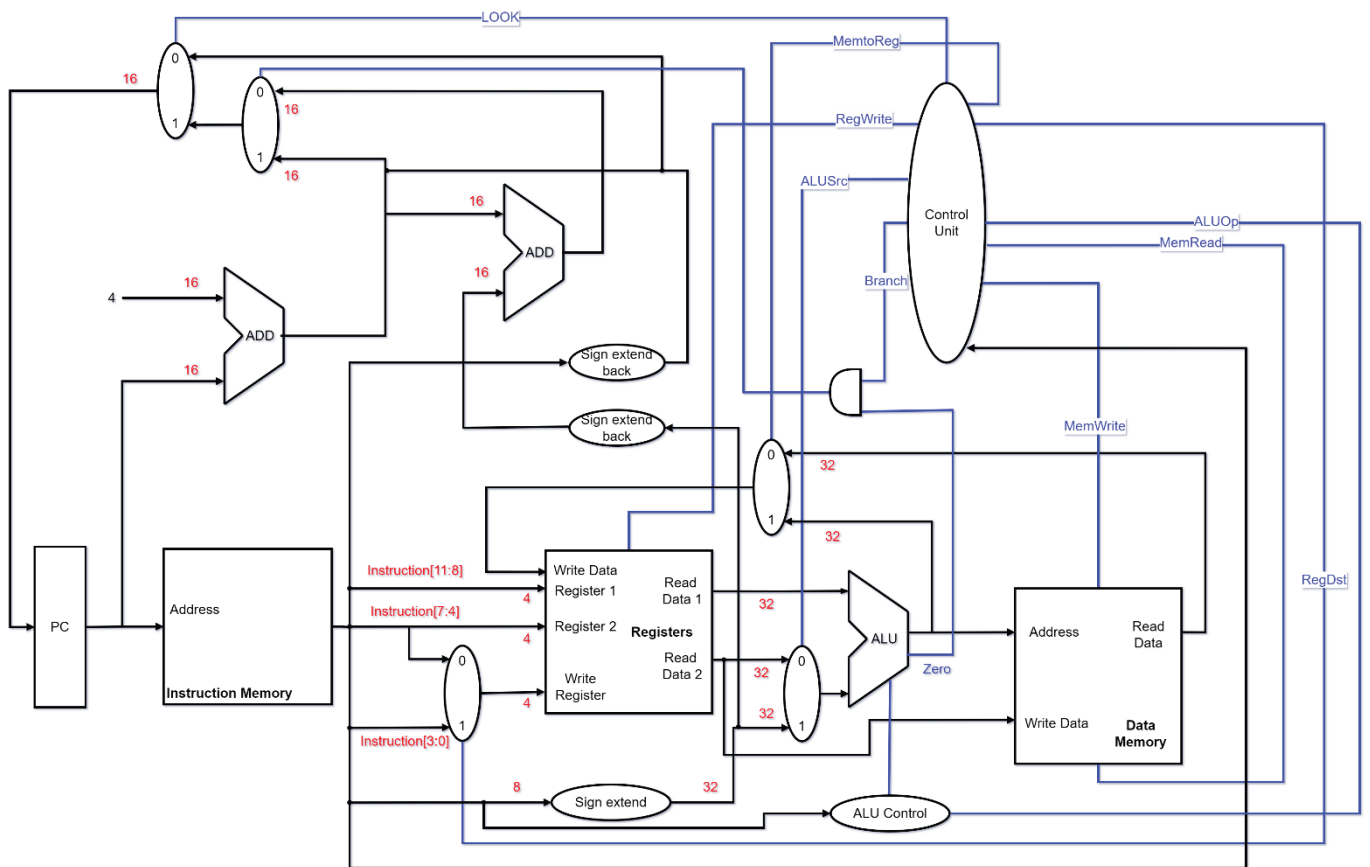 LOOK
MemtoReg
0
16
0
16
1
RegWrite
1
16
ALUSrc
16
Control
Unit
ALUOp
MemRead
ADD
16
16
Branch
4
ADD
Sign extend
back
16
Sign extend
back
MemWrite
0
32
1
32
Instruction[11:8]
Write Data
Register 1
4
Read
Data 1
32
RegDst
Address
Instruction[7:4]
PC
Register 2
4
Registers
ALU
Address
Read
Data
0
Read
Data 2
32
0
Zero
Write
Register
4
Instruction Memory
32
1
1
Instruction[3:0]
Write Data
Data
Memory
8
Sign extend
32
ALU Control